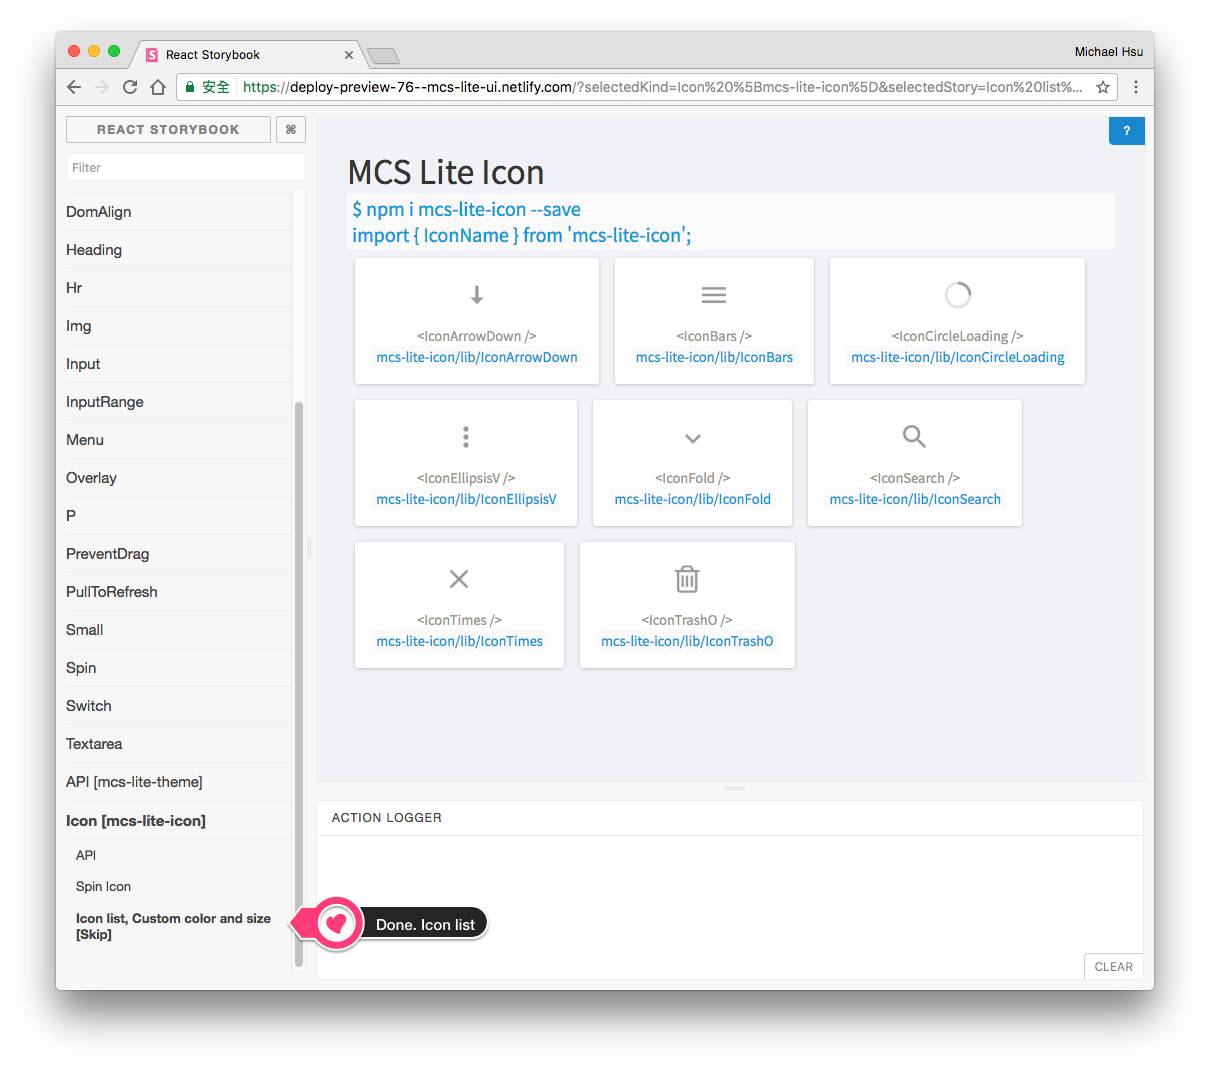 React Storybook
Michael Hsu
安全 https://deploy-preview-76--mcs-lite-ui.netlify.com/?selectedKind=Icon%20%5Bmcs-lite-icon%5D&selectedStory=Icon%20list%...
REACT STORYBOOK
⌘
Filter
DomAlign
Heading
Hr
Img
Input
InputRange
Menu
Overlay
P
PreventDrag
PullToRefresh
Small
Spin
Switch
Textarea
API [mcs-lite-theme]
Icon [mcs-lite-icon]
API
Spin Icon
Icon list, Custom color and size
[Skip]
?
MCS Lite Icon
$ npm i mcs-lite-icon --save
import { IconName } from 'mcs-lite-icon';
<IconArrowDown />
mcs-lite-icon/lib/IconArrowDown
<IconBars />
mcs-lite-icon/lib/IconBars
<IconCircleLoading />
mcs-lite-icon/lib/IconCircleLoading
<IconEllipsisV />
mcs-lite-icon/lib/IconEllipsisV
<IconFold />
mcs-lite-icon/lib/IconFold
<IconSearch />
mcs-lite-icon/lib/IconSearch
<IconTimes />
mcs-lite-icon/lib/IconTimes
<IconTrashO />
mcs-lite-icon/lib/IconTrashO
ACTION LOGGER
Done. Icon list
CLEAR